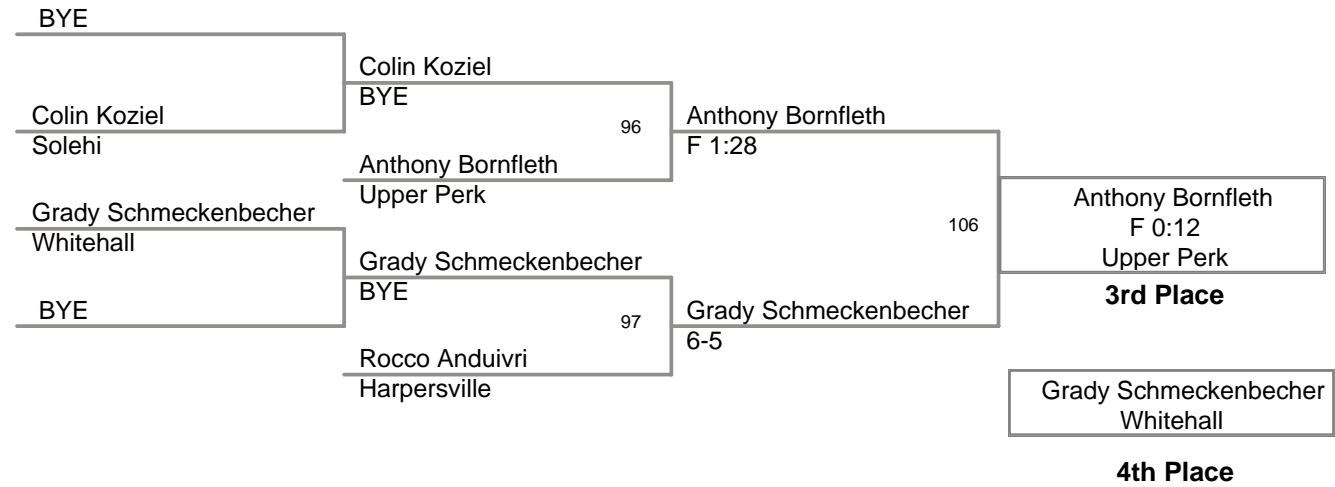 BYE
Colin Koziel
BYE
Colin Koziel
Solehi
96
Anthony Bornfleth
F 1:28
Anthony Bornfleth
Upper Perk
Grady Schmeckenbecher
Whitehall
106
Anthony Bornfleth
F 0:12
Upper Perk
3rd Place
Grady Schmeckenbecher
BYE
BYE
97
Grady Schmeckenbecher
6-5
Rocco Anduivri
Harpersville
Grady Schmeckenbecher
Whitehall
4th Place